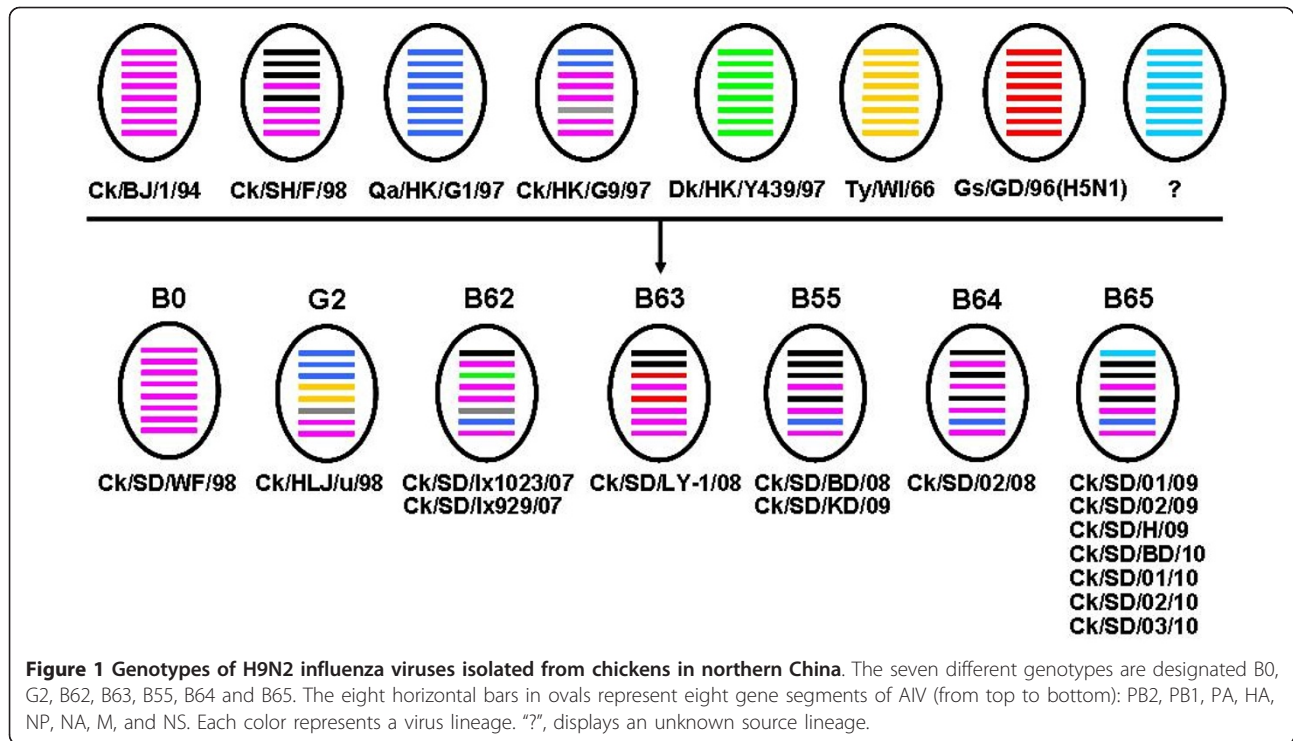 Ck/BJ/1/94 Ck/SH/F/98 Qa/HK/G1/97 Ck/HK/G9/97 Dk/HK/Y439/97 Ty/WI/66 Gs/GD/96(H5N1) ?
B0 G2 B62 B63 B55 B64 B65
Ck/SD/WF/98 Ck/HLJ/u/98 Ck/SD/lx1023/07 Ck/SD/LY-1/08 Ck/SD/BD/08 Ck/SD/02/08 Ck/SD/01/09
Ck/SD/lx929/07 Ck/SD/KD/09 Ck/SD/02/09
Ck/SD/H/09
Ck/SD/BD/10
Ck/SD/01/10
Ck/SD/02/10
Ck/SD/03/10
Figure 1 Genotypes of H9N2 influenza viruses isolated from chickens in northern China. The seven different genotypes are designated B0,
G2, B62, B63, B55, B64 and B65. The eight horizontal bars in ovals represent eight gene segments of AIV (from top to bottom): PB2, PB1, PA, HA,
NP, NA, M, and NS. Each color represents a virus lineage. "?", displays an unknown source lineage.